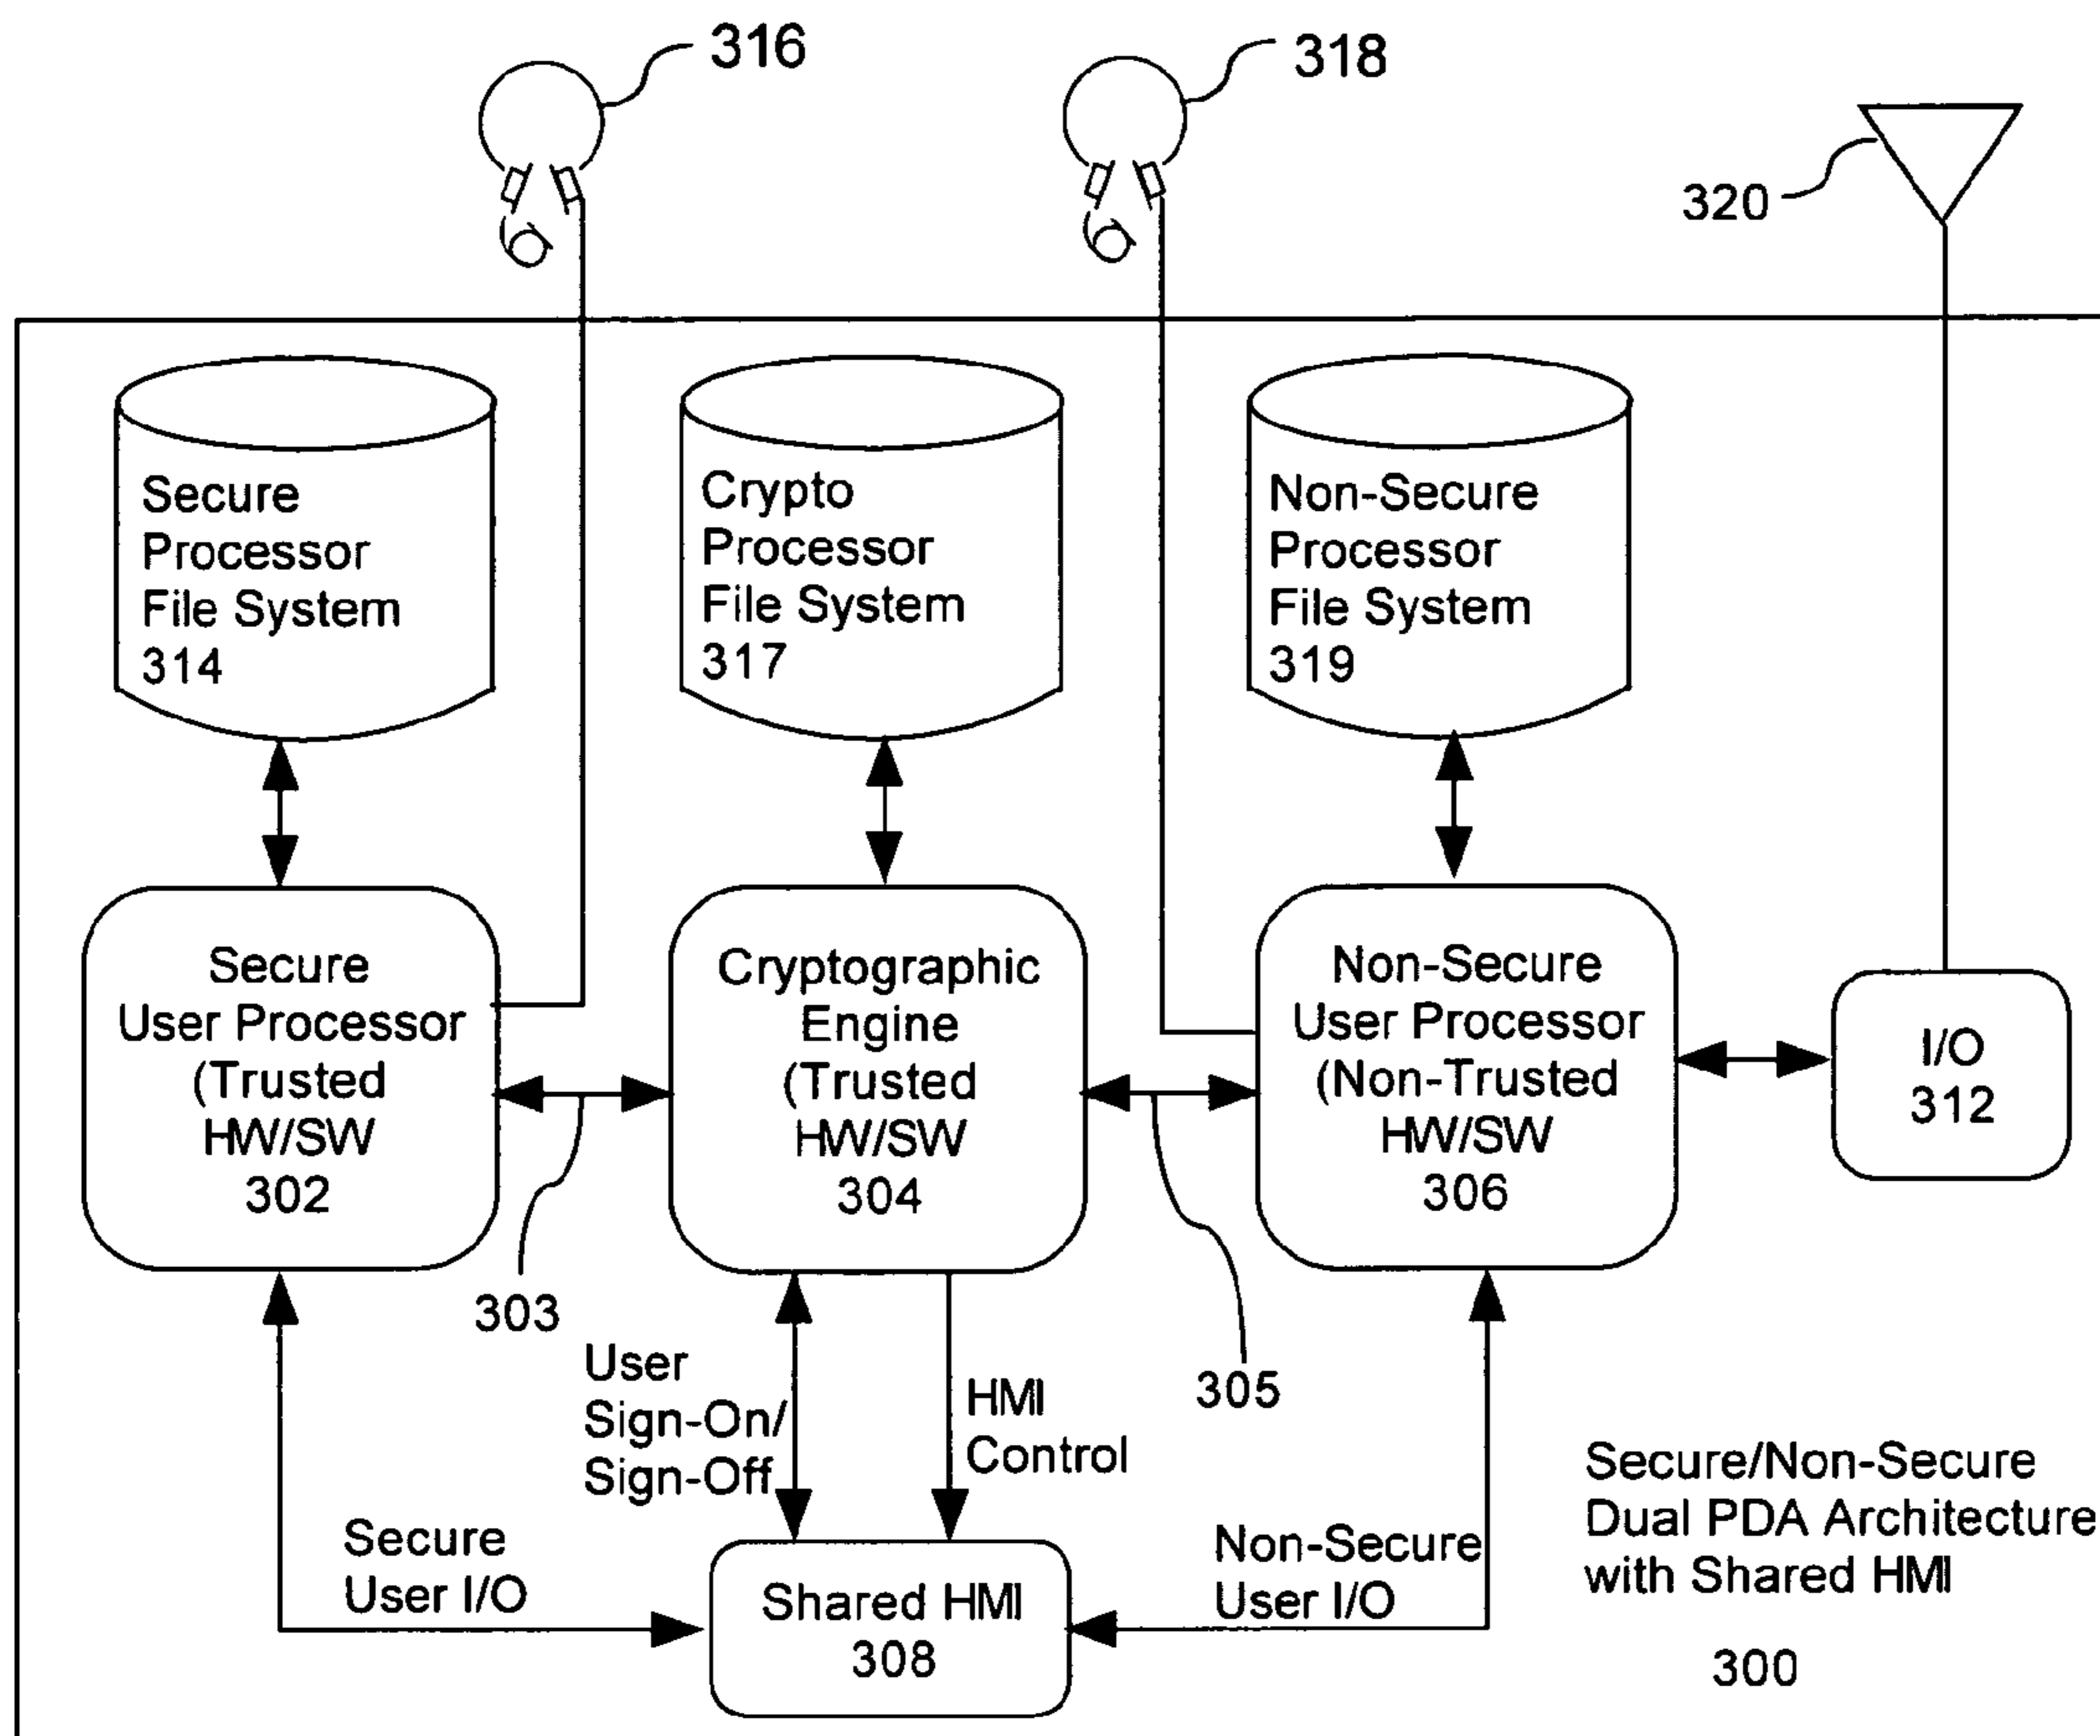 316
318
320
Secure
Processor
File System
314
Crypto
Processor
File System
317
Non-Secure
Processor
File System
319
Secure
User Processor
(Trusted
HW/SW
302
Cryptographic
Engine
(Trusted
HW/SW
304
Non-Secure
User Processor
(Non-Trusted
HW/SW
306
I/O
312
303
305
User
Sign-On/
Sign-Off
HMI
Control
Secure
User I/O
Shared HMI
308
Non-Secure
User I/O
Secure/Non-Secure
Dual PDA Architecture
with Shared HMI
300